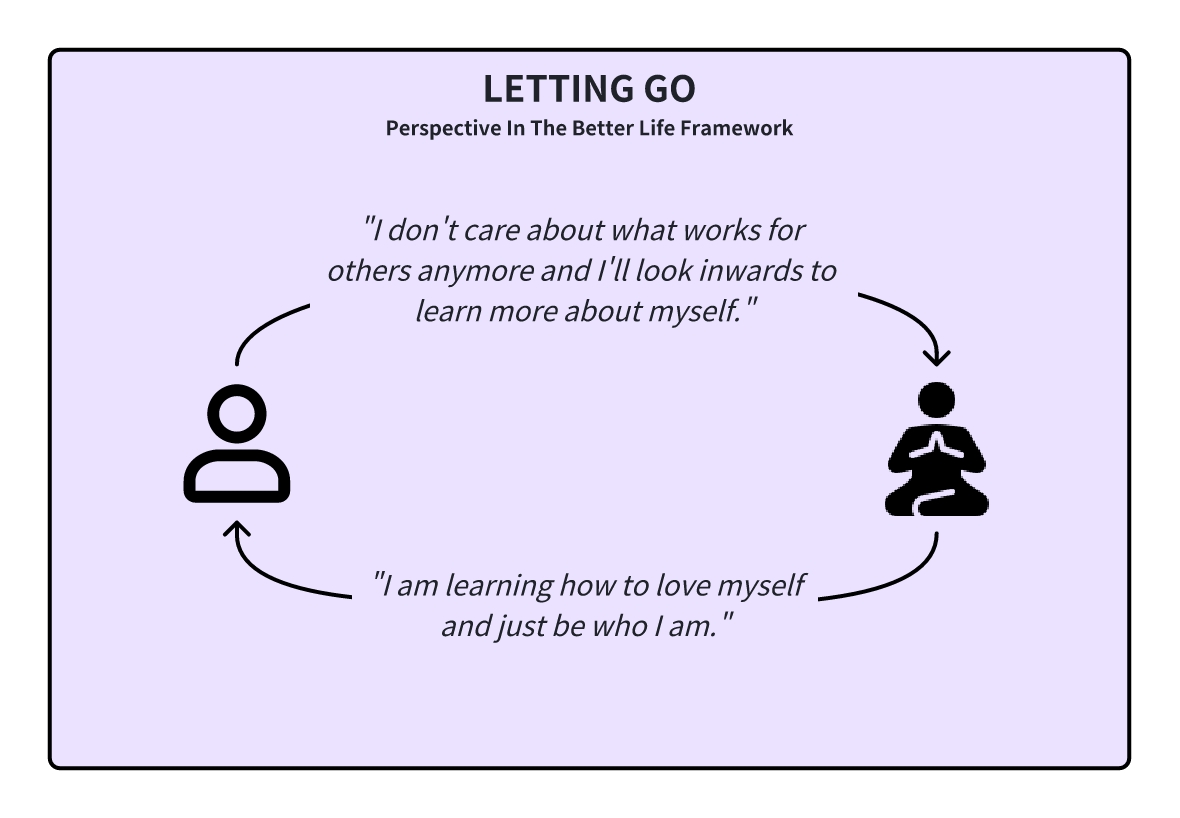 LETTING GO
Perspective In The Better Life Framework
"I don't care about what works for
others anymore and I'll look inwards to
learn more about myself."
"I am learning how to love myself
and just be who I am."